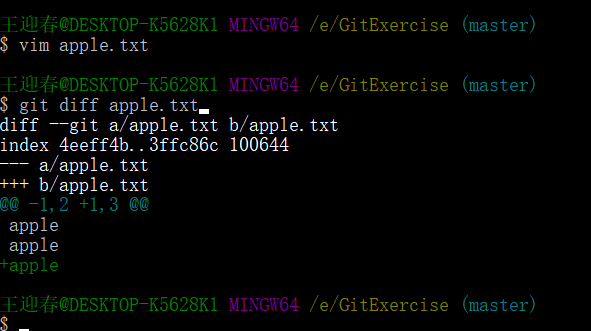 王迎春@DESKTOP-K5628K1 MINGW64 /e/GitExercise (master)
$ vim apple.txt
王迎春@DESKTOP-K5628K1 MINGW64 /e/GitExercise (master)
$ git diff apple.txt
diff --git a/apple.txt b/apple.txt
index 4eeff4b..3ffc86c 100644
--- a/apple.txt
+++ b/apple.txt
@@ -1,2 +1,3 @@
 apple
 apple
+apple
王迎春@DESKTOP-K5628K1 MINGW64 /e/GitExercise (master)
$